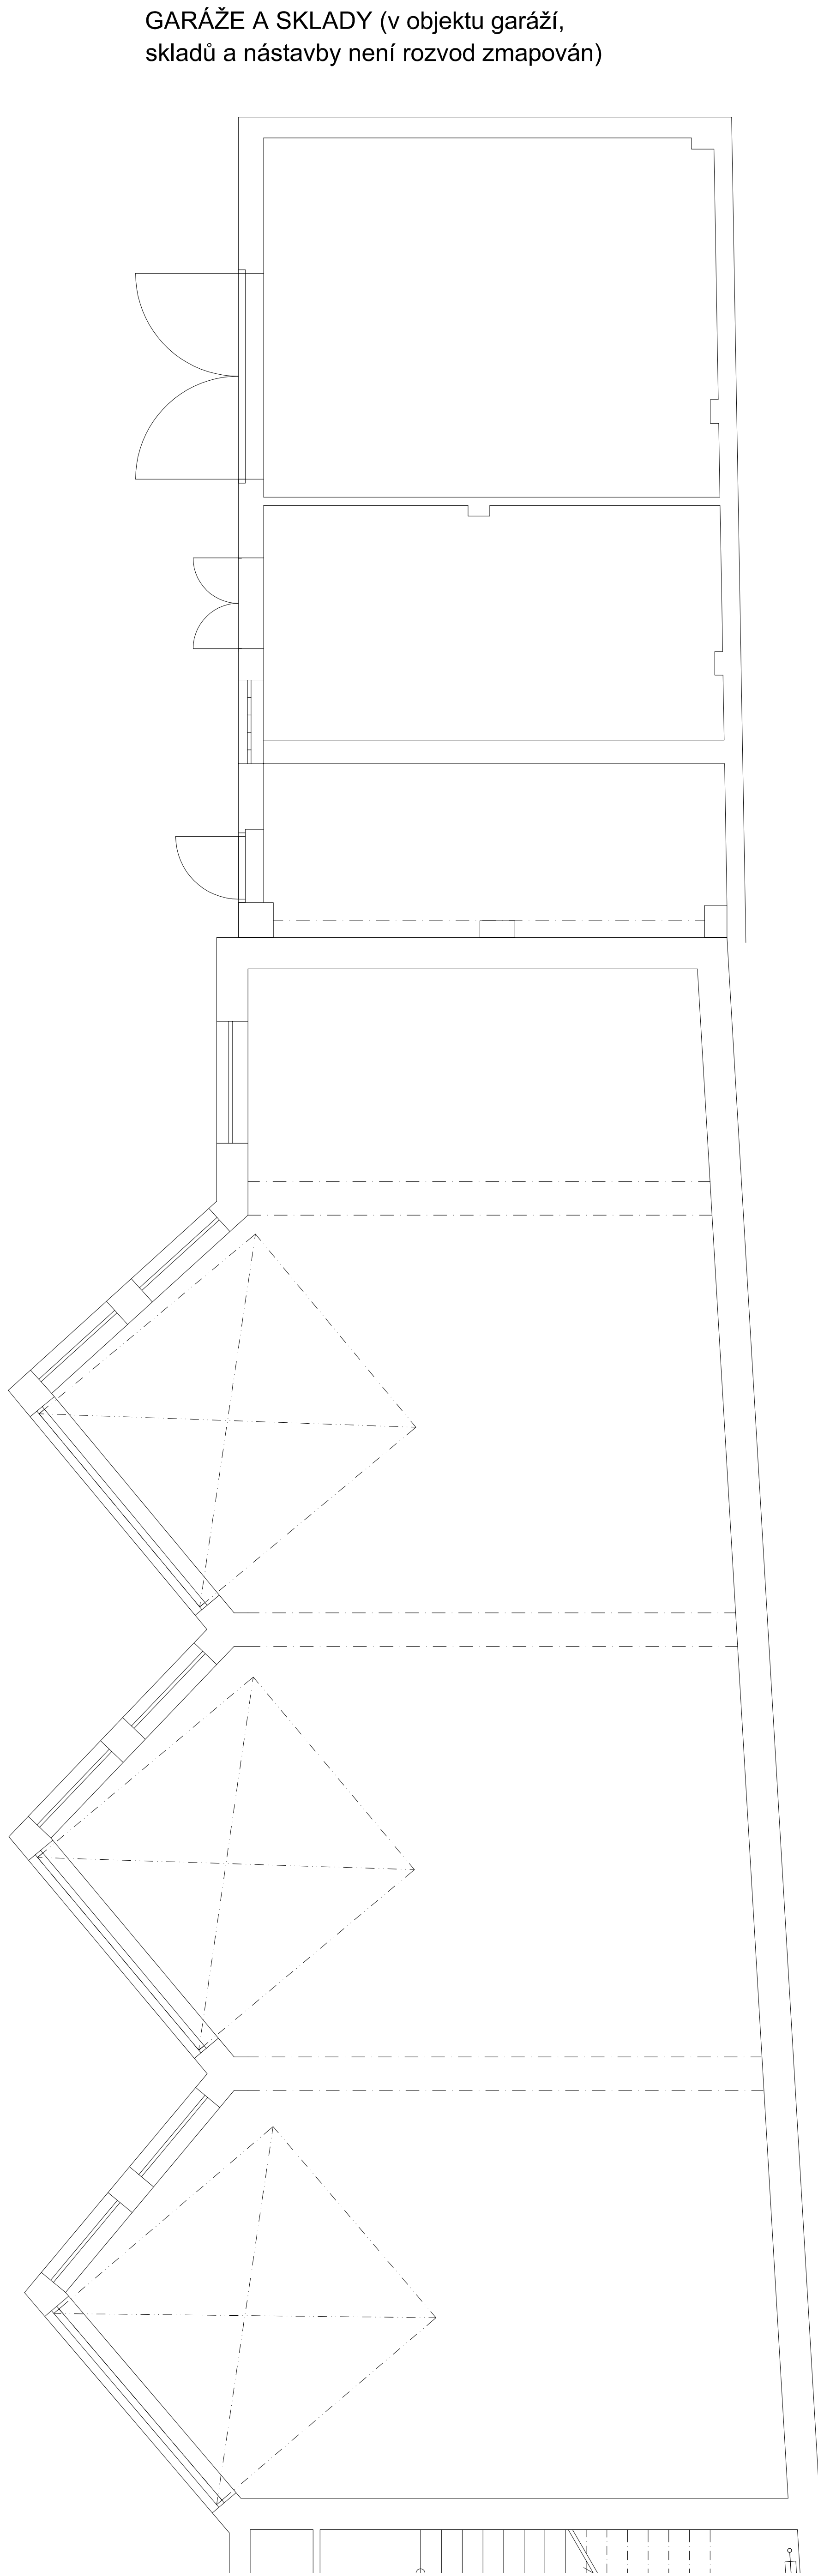 GARÁŽE A SKLADY (v objektu garáží,
skladů a nástavby není rozvod zmapován)